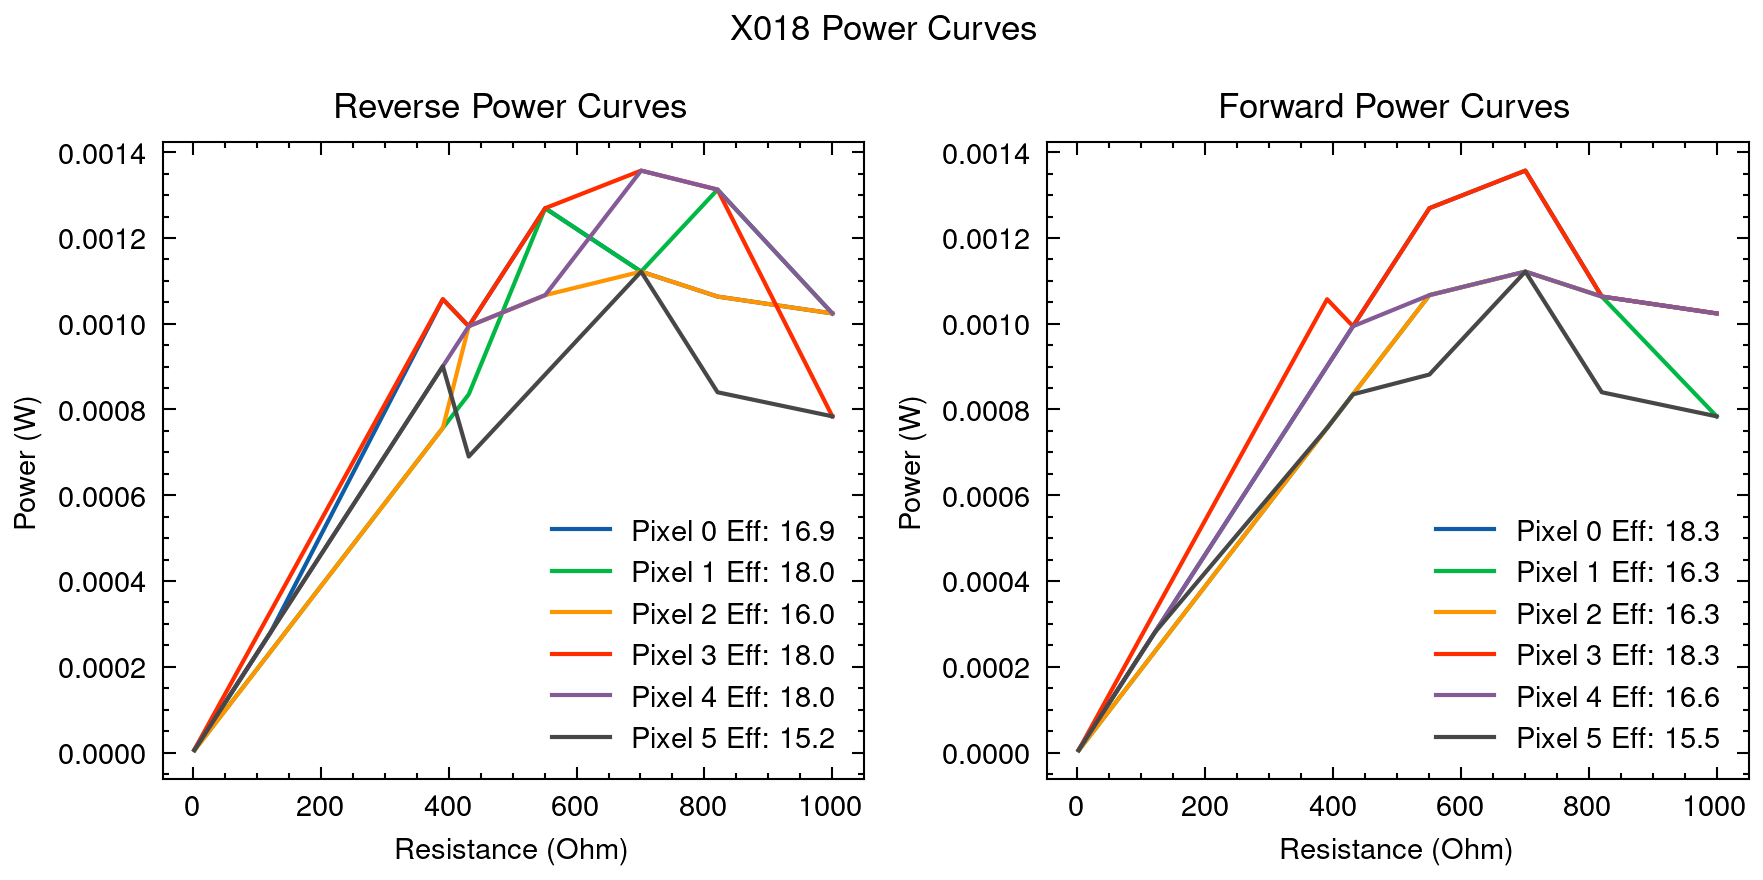 X018 Power Curves
Reverse Power Curves
Power (W)
0.0014
0.0012
0.0010
0.0008
0.0006
0.0004
0.0002
0.0000
Pixel 0 Eff: 16.9
Pixel 1 Eff: 18.0
Pixel 2 Eff: 16.0
Pixel 3 Eff: 18.0
Pixel 4 Eff: 18.0
Pixel 5 Eff: 15.2
0 200 400 600 800 1000
Resistance (Ohm)
Forward Power Curves
Power (W)
0.0014
0.0012
0.0010
0.0008
0.0006
0.0004
0.0002
0.0000
Pixel 0 Eff: 18.3
Pixel 1 Eff: 16.3
Pixel 2 Eff: 16.3
Pixel 3 Eff: 18.3
Pixel 4 Eff: 16.6
Pixel 5 Eff: 15.5
0 200 400 600 800 1000
Resistance (Ohm)